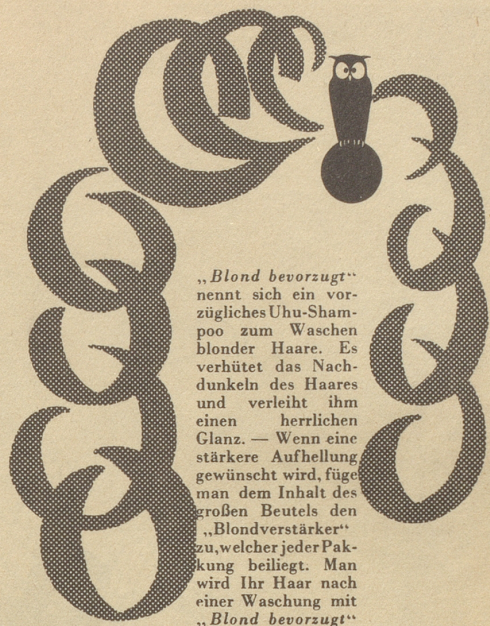 „Blond bevorzugt“
nennt sich ein vor-
zügliches Uhu-Sham-
poo zum Waschen
blonder Haare. Es
verhütet das Nach-
dunkeln des Haares
und verleiht ihm
einen herrlichen
Glanz. — Wenn eine
stärkere Aufhellung
gewünscht wird, füge
man dem Inhalt des
großen Beutels den
„Blondverstärker“
zu, welcher jeder Pak-
kung beiliegt. Man
wird Ihr Haar nach
einer Waschung mit
„Blond bevorzugt“